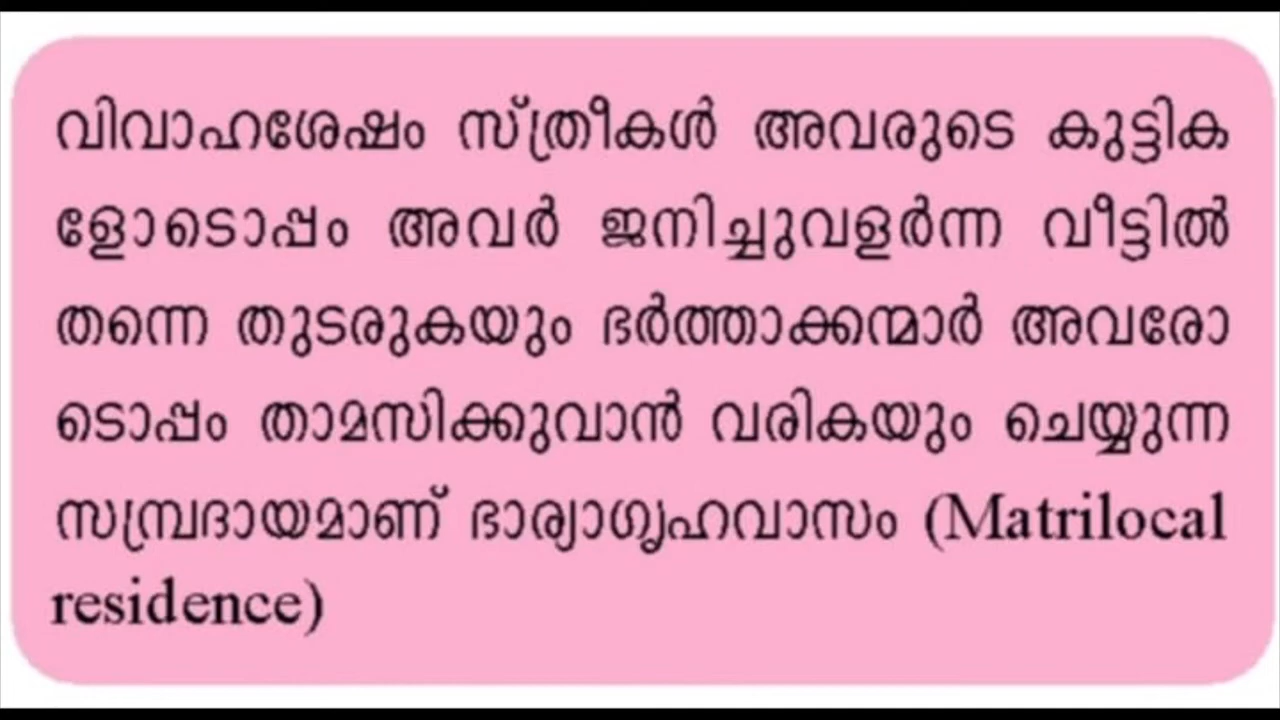 വിവാഹശേഷം സ്ത്രീകൾ അവരുടെ കുട്ടിക
ളോടൊപ്പം അവർ ജനിച്ചുവളർന്ന വീട്ടിൽ
തന്നെ തുടരുകയും ഭർത്താക്കന്മാർ അവരോ
ടൊപ്പം താമസിക്കുവാൻ വരികയും ചെയ്യുന്ന
സമ്പ്രദായമാണ് ഭാര്യാഗൃഹവാസം (Matrilocal
residence)